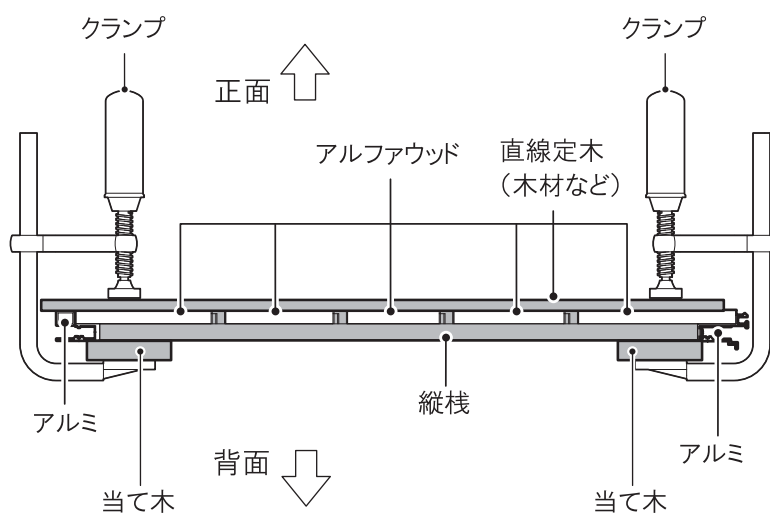 クランプ
クランプ
正面
アルファウッド
直線定木
（木材など）
縦桟
アルミ
アルミ
背面
当て木
当て木